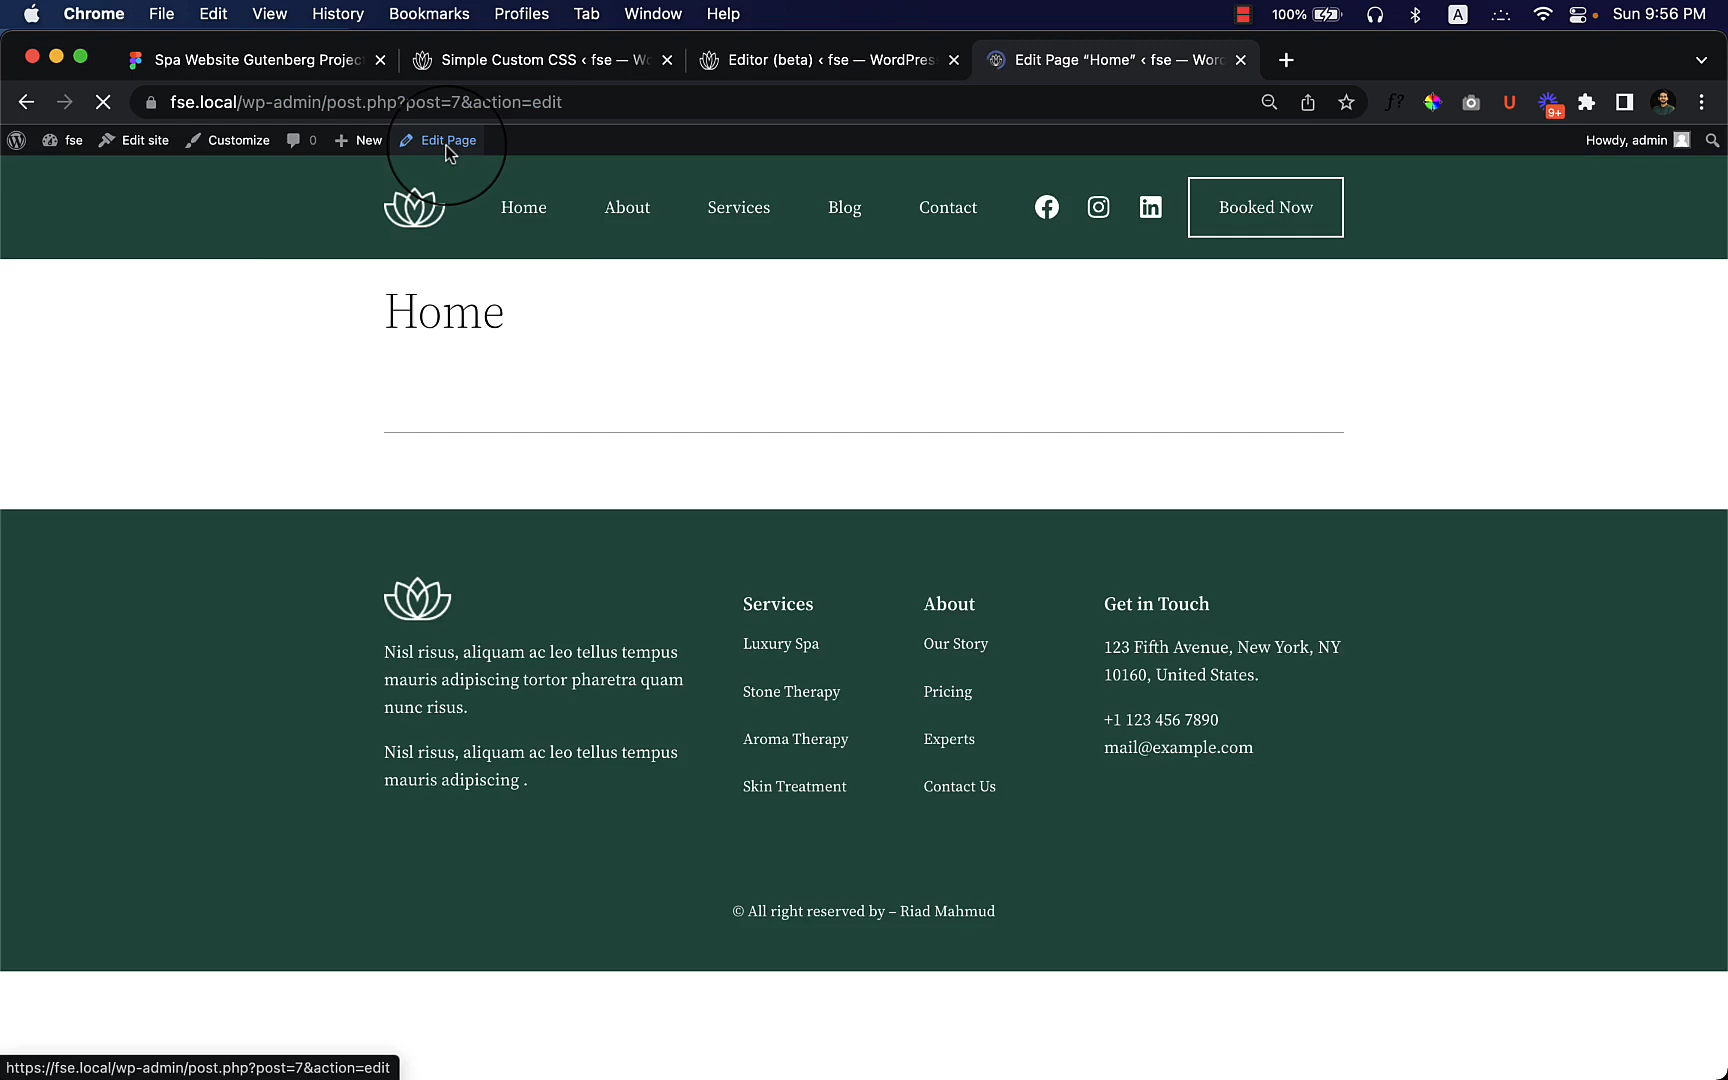 Chrome File Edit View History Bookmarks Profiles Tab Window Help 100% A Sun 9:56 PM
Spa Website Gutenberg Projec Simple Custom CSS ‹ fse — Wo Editor (beta) ‹ fse — WordPres Edit Page “Home” ‹ fse — Wor
fse.local/wp-admin/post.php?post=7&action=edit f? U 9+
fse Edit site Customize 0 New Edit Page Howdy, admin
Home About Services Blog Contact Booked Now
Home
Services About Get in Touch
Nisl risus, aliquam ac leo tellus tempus
mauris adipiscing tortor pharetra quam
nunc risus.
Nisl risus, aliquam ac leo tellus tempus
mauris adipiscing .
Luxury Spa
Stone Therapy
Aroma Therapy
Skin Treatment
Our Story
Pricing
Experts
Contact Us
123 Fifth Avenue, New York, NY
10160, United States.
+1 123 456 7890
mail@example.com
© All right reserved by – Riad Mahmud
https://fse.local/wp-admin/post.php?post=7&action=edit